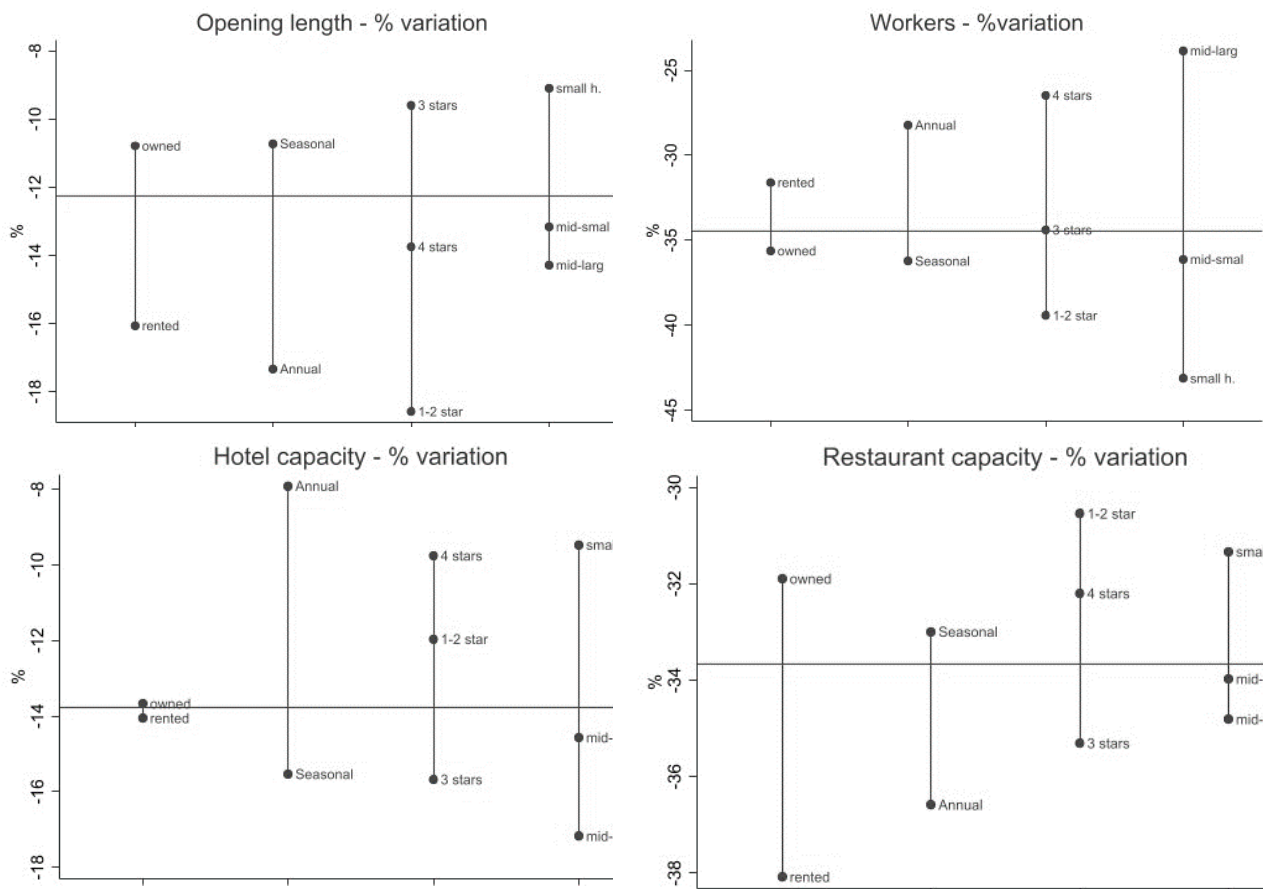 Opening length - % variation
%
-8
-10
-12
-14
-16
-18
owned
rented
Seasonal
Annual
3 stars
4 stars
1-2 star
small h.
mid-smal
mid-larg
Workers - %variation
%
-25
-30
-35
-40
-45
rented
owned
Annual
Seasonal
4 stars
3 stars
1-2 star
mid-larg
mid-smal
small h.
Hotel capacity - % variation
%
-8
-10
-12
-14
-16
-18
owned
rented
Annual
Seasonal
4 stars
1-2 star
3 stars
smal
mid-
mid-
Restaurant capacity - % variation
%
-30
-32
-34
-36
-38
owned
rented
Seasonal
Annual
1-2 star
4 stars
3 stars
smal
mid-
mid-